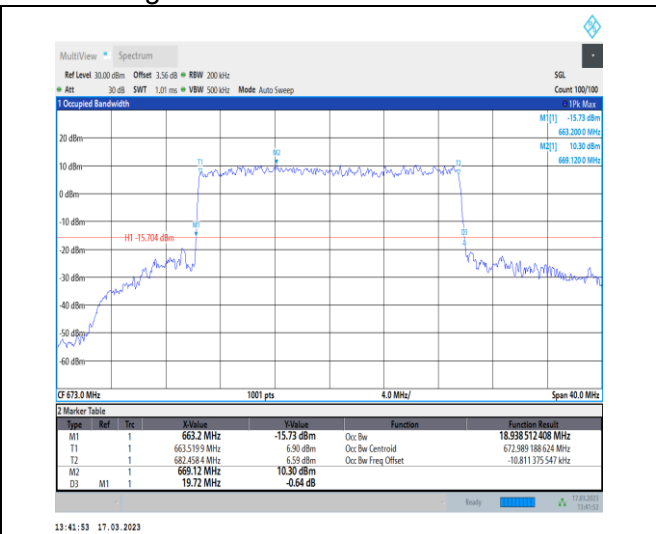 MultiView Spectrum
Ref Level 30.00 dBm Offset 3.56 dB RBW 200 kHz SGL
Att 30 dB SWT 1.01 ms VBW 500 kHz Mode Auto Sweep Count 100/100
1 Occupied Bandwidth 1Pk Max
M1[1] -15.73 dBm
663.200 0 MHz
M2[1] 10.30 dBm
669.120 0 MHz
20 dBm
M2
T1 T2
10 dBm
0 dBm
-10 dBm
M1
H1 -15.704 dBm D3
-20 dBm
-30 dBm
-40 dBm
-50 dBm
-60 dBm
CF 673.0 MHz 1001 pts 4.0 MHz/ Span 40.0 MHz
2 Marker Table
Type Ref Trc X-Value Y-Value Function Function Result
M1 1 663.2 MHz -15.73 dBm Occ Bw 18.938 512 408 MHz
T1 1 663.519 9 MHz 6.90 dBm Occ Bw Centroid 672.989 188 624 MHz
T2 1 682.458 4 MHz 6.59 dBm Occ Bw Freq Offset -10.811 375 547 kHz
M2 1 669.12 MHz 10.30 dBm
D3 M1 1 19.72 MHz -0.64 dB
Ready 17.03.2023
13:41:52
13:41:53 17.03.2023